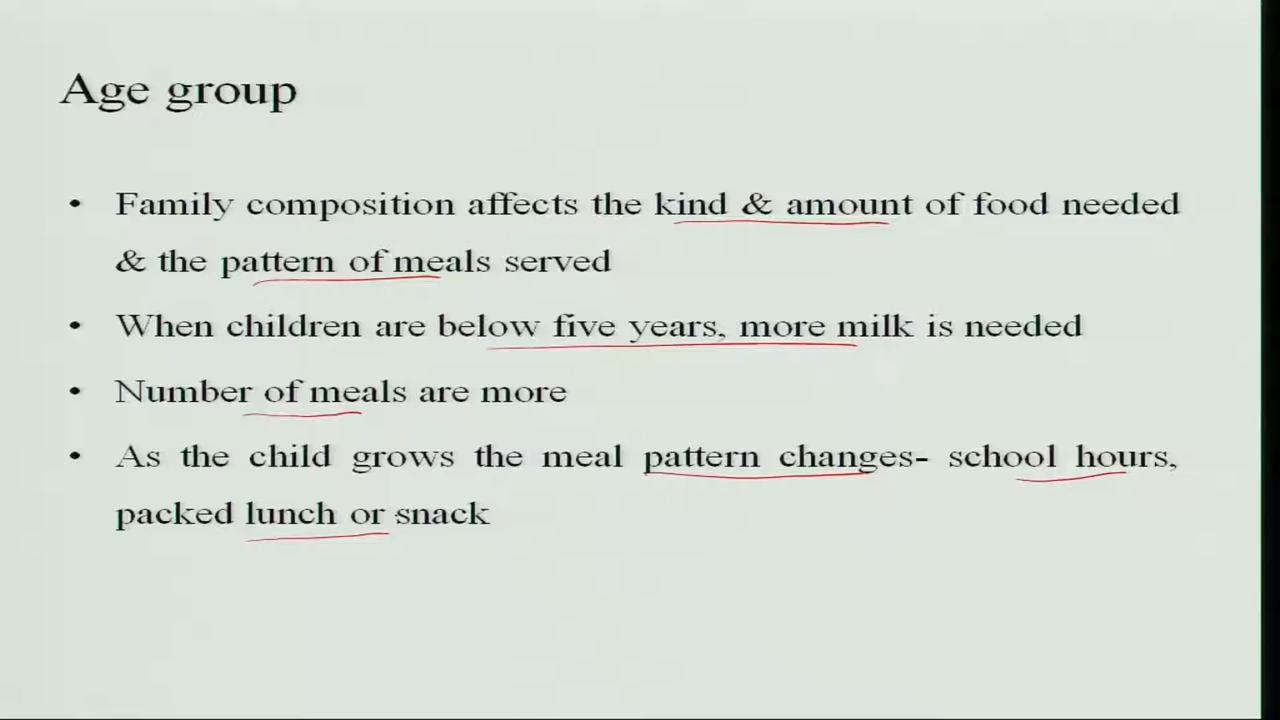 Age group
• Family composition affects the kind & amount of food needed
& the pattern of meals served
• When children are below five years, more milk is needed
• Number of meals are more
• As the child grows the meal pattern changes- school hours,
packed lunch or snack